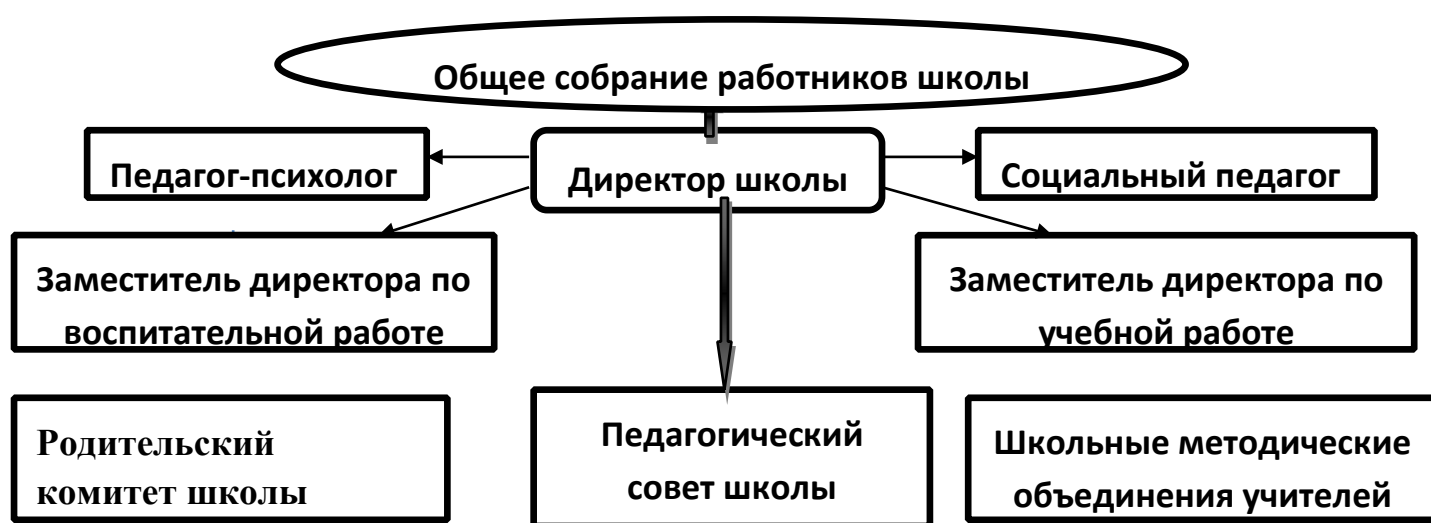 Общее собрание работников школы
Педагог-психолог
Директор школы
Социальный педагог
Заместитель директора по
воспитательной работе
Заместитель директора по
учебной работе
Родительский
комитет школы
Педагогический
совет школы
Школьные методические
объединения учителей